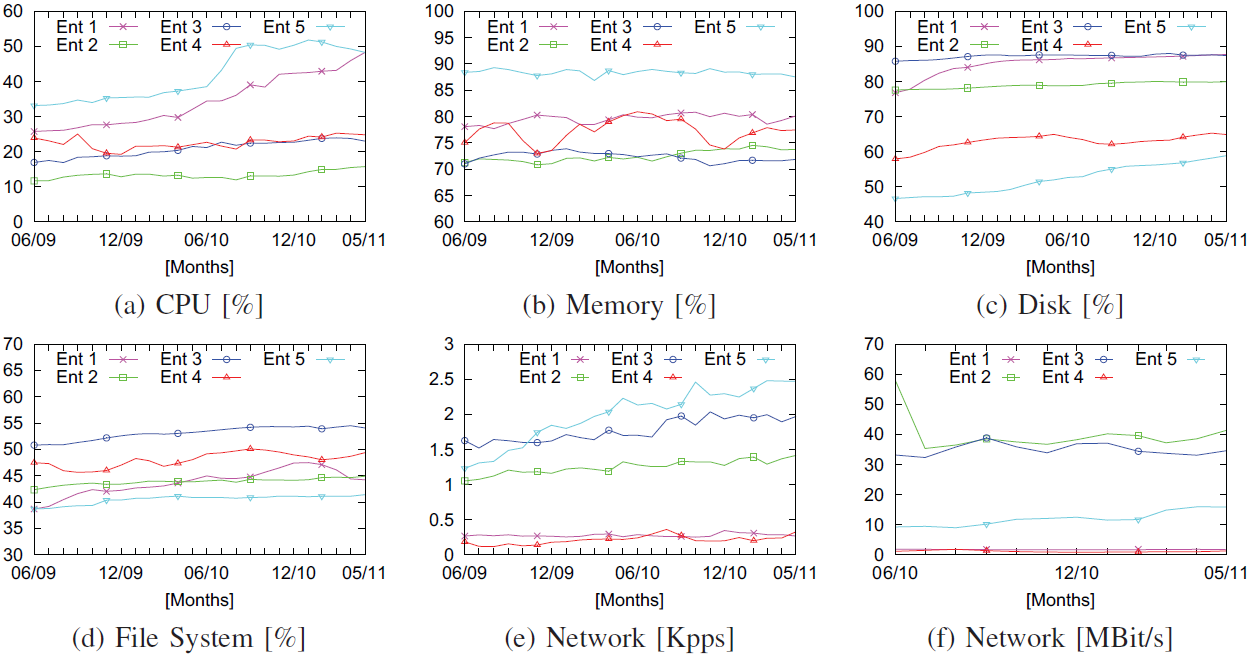 60
50
40
30
20
10
0
Ent 1 Ent 3 Ent 5
Ent 2 Ent 4
06/09 12/09 06/10 12/10 05/11
[Months]
(a) CPU [%]
100
95
90
85
80
75
70
65
60
Ent 1 Ent 3 Ent 5
Ent 2 Ent 4
06/09 12/09 06/10 12/10 05/11
[Months]
(b) Memory [%]
100
90
80
70
60
50
40
Ent 1 Ent 3 Ent 5
Ent 2 Ent 4
06/09 12/09 06/10 12/10 05/11
[Months]
(c) Disk [%]
70
65
60
55
50
45
40
35
30
Ent 1 Ent 3 Ent 5
Ent 2 Ent 4
06/09 12/09 06/10 12/10 05/11
[Months]
(d) File System [%]
3
2.5
2
1.5
1
0.5
0
Ent 1 Ent 3 Ent 5
Ent 2 Ent 4
06/09 12/09 06/10 12/10 05/11
[Months]
(e) Network [Kpps]
70
60
50
40
30
20
10
0
Ent 1 Ent 3 Ent 5
Ent 2 Ent 4
06/10 12/10 05/11
[Months]
(f) Network [MBit/s]